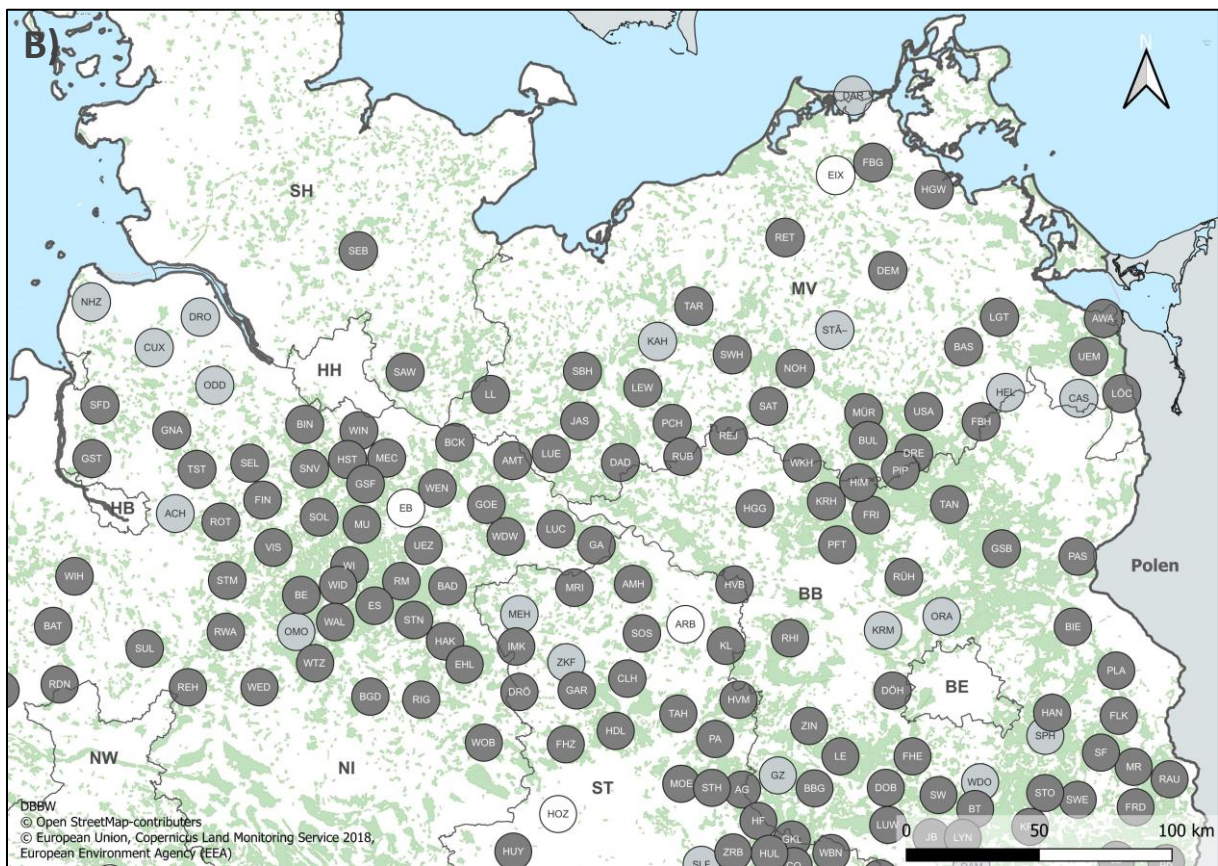 B)
N
DAR
FBG
EIX
HGW
SH
RET
SEB
DEM
MV
NHZ
DRO
TAR
LGT
AWA
STÄ–
CUX
KAH
BAS
SWH
UEM
HH
NOH
SAW
SBH
ODD
LEW
LL
HEL
CAS
LÖC
SFD
SAT
MÜR
USA
JAS
PCH
FBH
BIN
GNA
WIN
REJ
BUL
BCK
DRE
GST
HST
MEC
LUE
RUB
AMT
DAD
WKH
TST
SEL
SNV
PIP
GSF
HIM
WEN
FIN
KRH
GOE
TAN
HB
EB
HGG
ACH
ROT
SOL
FRI
MU
LUC
WDW
VIS
UEZ
GA
PFT
GSB
PAS
WI
Polen
WIH
STM
WID
RM
BAD
MRI
AMH
HVB
RÜH
BE
BB
ES
MEH
BAT
WAL
STN
ARB
ORA
BIE
RWA
OMO
SOS
KRM
HAK
RHI
SUL
IMK
KL
WTZ
EHL
ZKF
PLA
CLH
RDN
REH
WED
BGD
RIG
DRÖ
GAR
HVM
DÖH
BE
TAH
HAN
FLK
ZIN
HDL
SPH
WOB
FHZ
PA
NW
LE
FHE
SF
NI
MR
GZ
RAU
ST
MOE
STH
AG
BBG
DOB
WDO
SW
STO
SWE
BT
FRD
DBBW
HOZ
HF
LUW
© Open StreetMap-contributors
0 50 100 km
JB
LYN
© European Union, Copernicus Land Monitoring Service 2018,
GKL
European Environment Agency (EEA)
HUY
ZRB
HUL
WBN